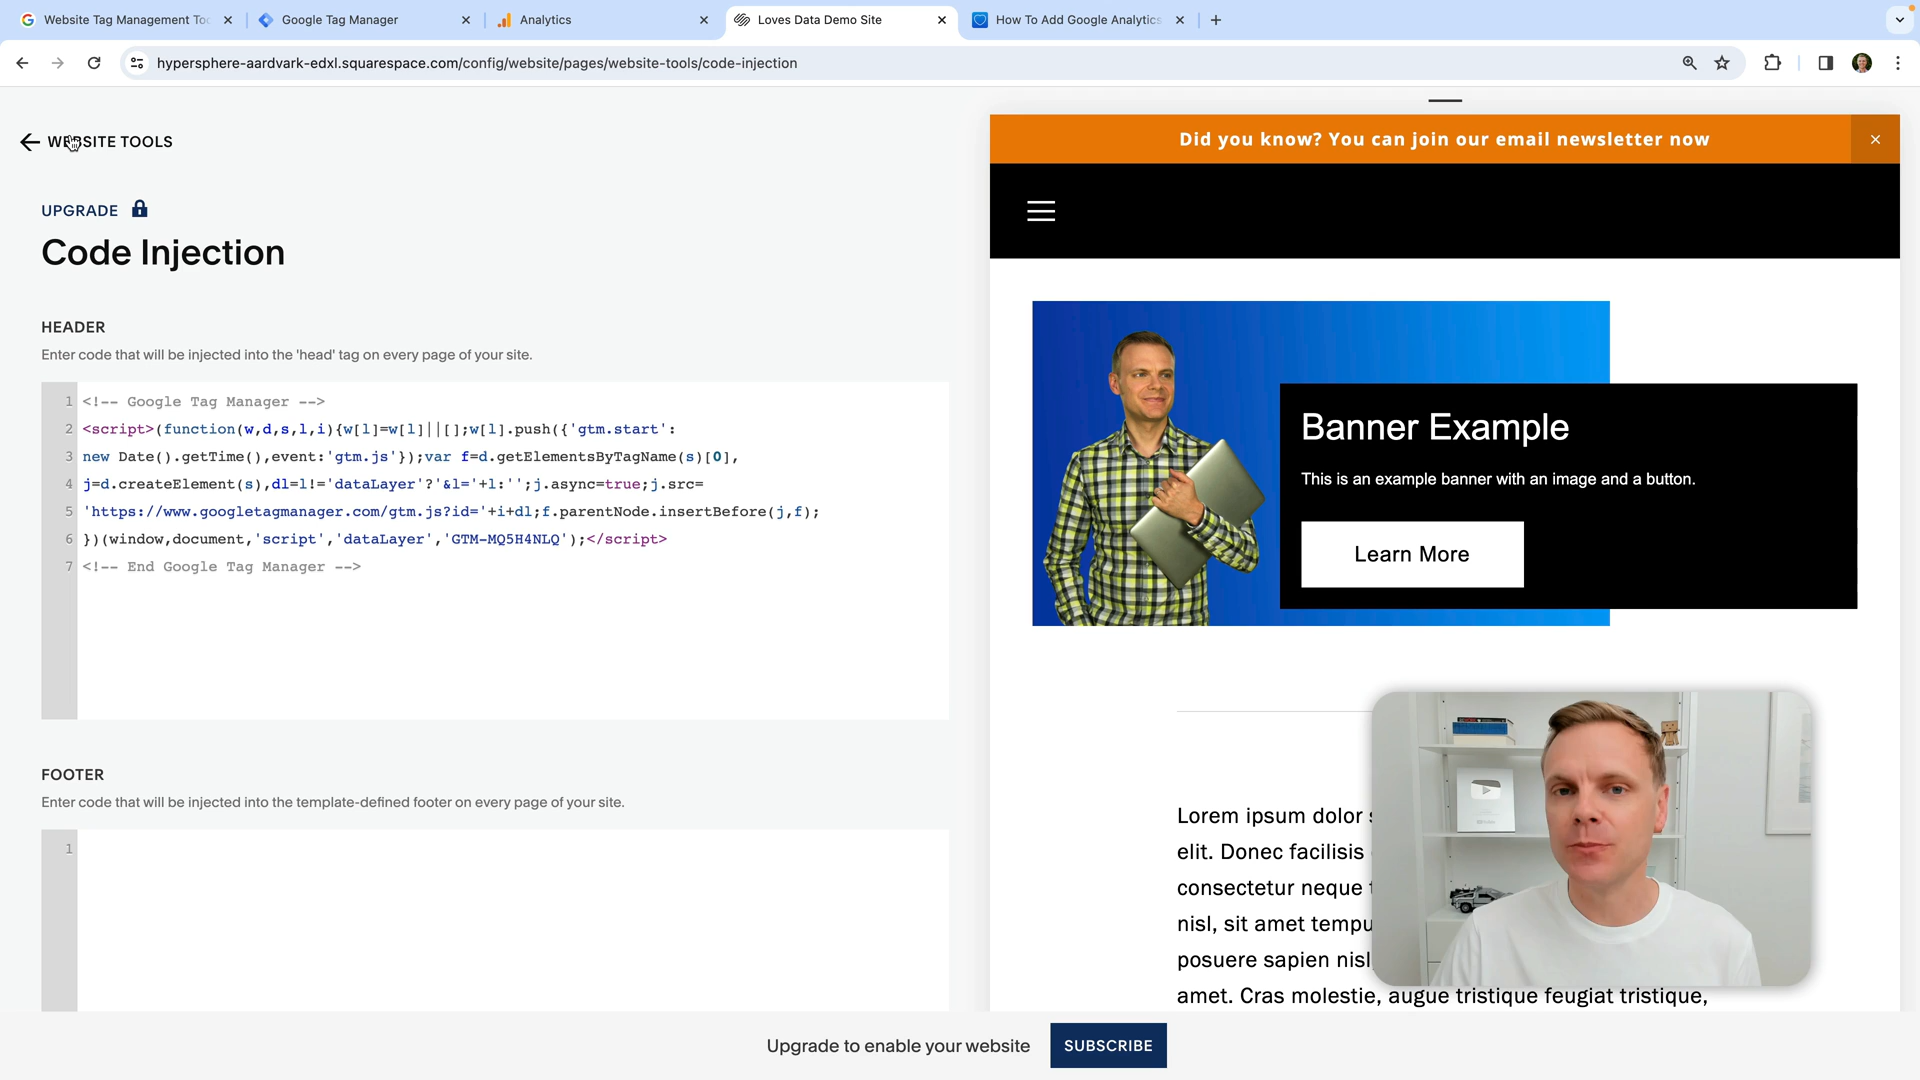 Website Tag Management Too
Google Tag Manager
Analytics
Loves Data Demo Site
How To Add Google Analytics
hypersphere-aardvark-edxl.squarespace.com/config/website/pages/website-tools/code-injection
WEBSITE TOOLS
UPGRADE
Code Injection
HEADER
Enter code that will be injected into the 'head' tag on every page of your site.
1 <!-- Google Tag Manager -->
2 <script>(function(w,d,s,l,i){w[l]=w[l]||[];w[l].push({'gtm.start':
3 new Date().getTime(),event:'gtm.js'});var f=d.getElementsByTagName(s)[0],
4 j=d.createElement(s),dl=l!='dataLayer'?'&l='+l:'';j.async=true;j.src=
5 'https://www.googletagmanager.com/gtm.js?id='+i+dl;f.parentNode.insertBefore(j,f);
6 })(window,document,'script','dataLayer','GTM-MQ5H4NLQ');</script>
7 <!-- End Google Tag Manager -->
FOOTER
Enter code that will be injected into the template-defined footer on every page of your site.
1
Did you know? You can join our email newsletter now
Banner Example
This is an example banner with an image and a button.
Learn More
Lorem ipsum dolor
elit. Donec facilisis
consectetur neque
nisl, sit amet tempu
posuere sapien nisl
amet. Cras molestie, augue tristique feugiat tristique,
Upgrade to enable your website
SUBSCRIBE